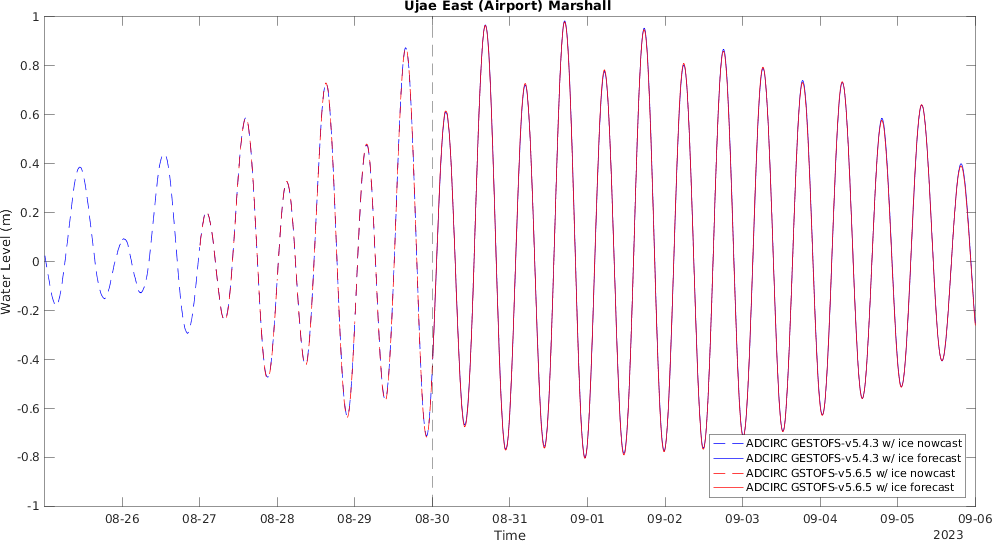 Ujae East (Airport) Marshall
Water Level (m)
1
0.8
0.6
0.4
0.2
0
-0.2
-0.4
-0.6
-0.8
-1
ADCIRC GESTOFS-v5.4.3 w/ ice nowcast
ADCIRC GESTOFS-v5.4.3 w/ ice forecast
ADCIRC GSTOFS-v5.6.5 w/ ice nowcast
ADCIRC GSTOFS-v5.6.5 w/ ice forecast
08-26 08-27 08-28 08-29 08-30 08-31 09-01 09-02 09-03 09-04 09-05 09-06
Time
2023